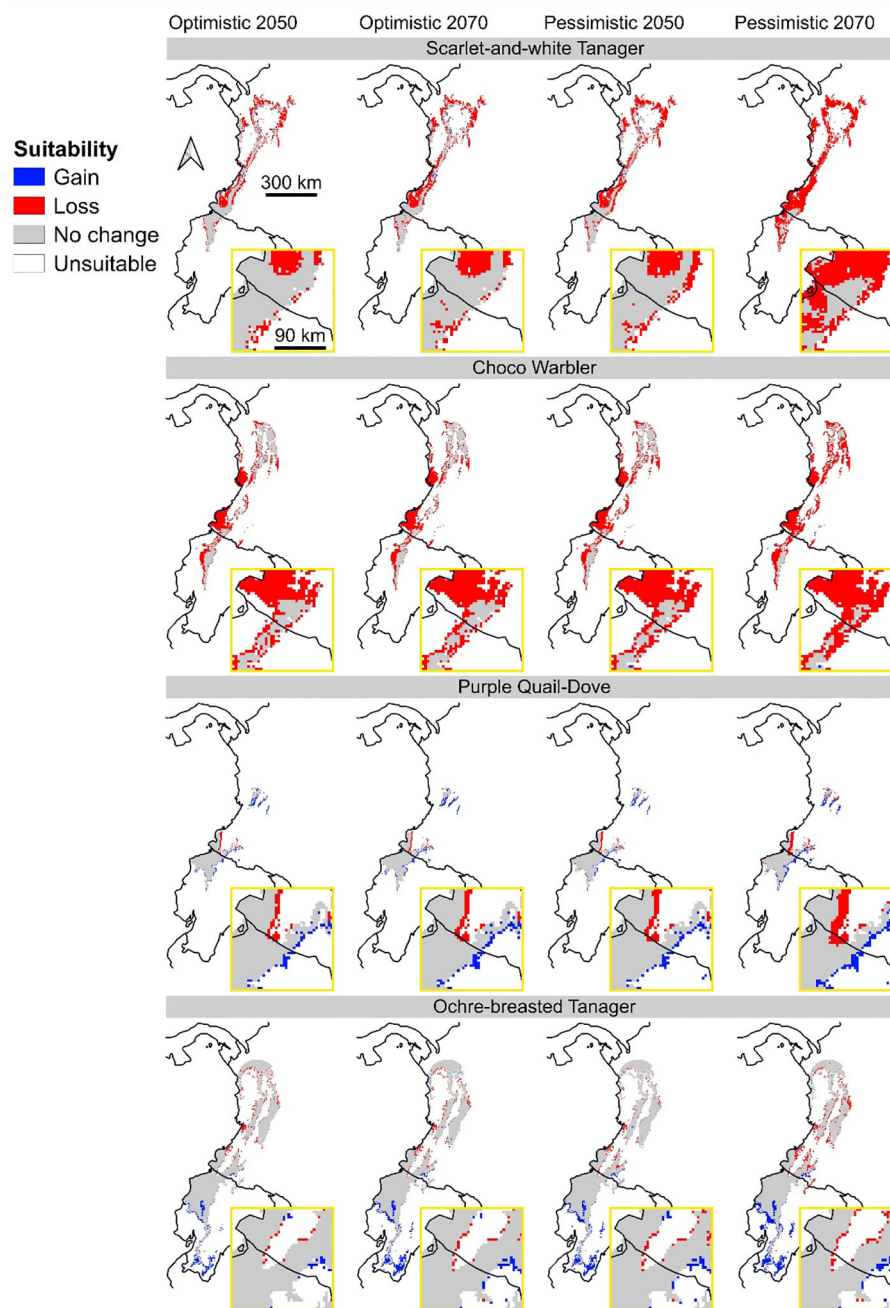 Optimistic 2050 Optimistic 2070 Pessimistic 2050 Pessimistic 2070
Scarlet-and-white Tanager
Suitability
Gain
Loss
No change
Unsuitable
300 km
90 km
Choco Warbler
Purple Quail-Dove
Ochre-breasted Tanager